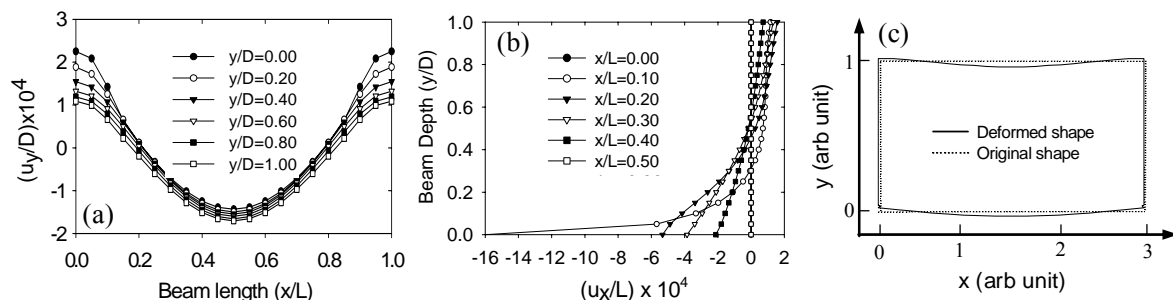 (a)
(u_y/D)x10^4
3
2
1
0
-1
-2
y/D=0.00
y/D=0.20
y/D=0.40
y/D=0.60
y/D=0.80
y/D=1.00
0.0 0.2 0.4 0.6 0.8 1.0
Beam length (x/L)
(b)
Beam Depth (y/D)
1.0
0.8
0.6
0.4
0.2
0.0
x/L=0.00
x/L=0.10
x/L=0.20
x/L=0.30
x/L=0.40
x/L=0.50
-16 -14 -12 -10 -8 -6 -4 -2 0 2 4
(u_x/L) x 10^4
(c)
y (arb unit)
1
0
Deformed shape
Original shape
0 1 2 3
x (arb unit)